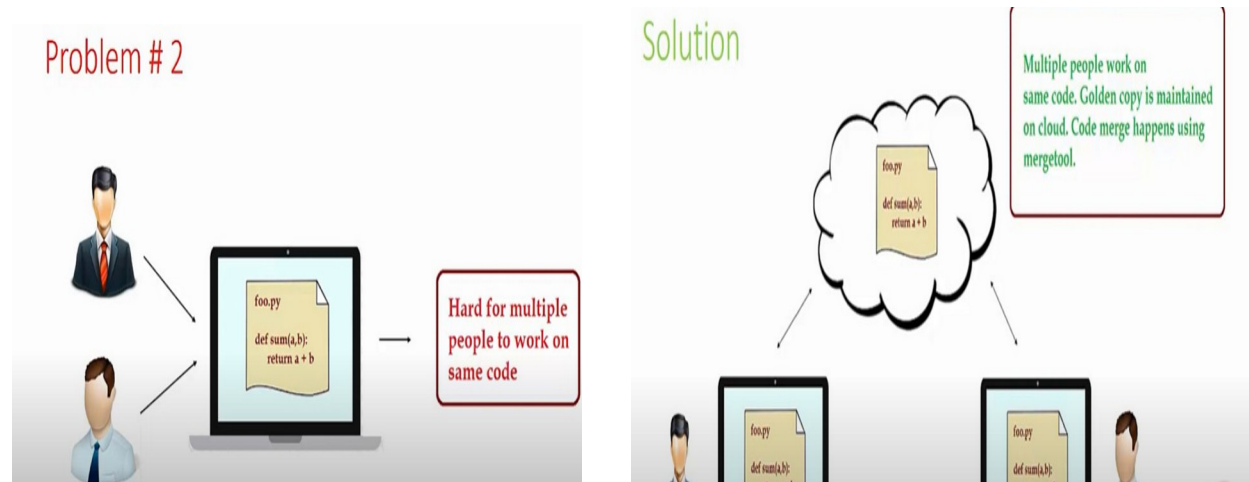 Problem # 2
foo.py
def sum(a,b):
return a + b
Hard for multiple
people to work on
same code
Solution
Multiple people work on
same code. Golden copy is maintained
on cloud. Code merge happens using
mergetool.
foo.py
def sum(a,b):
return a + b
foo.py
def sum(a,b):
foo.py
def sum(a,b):